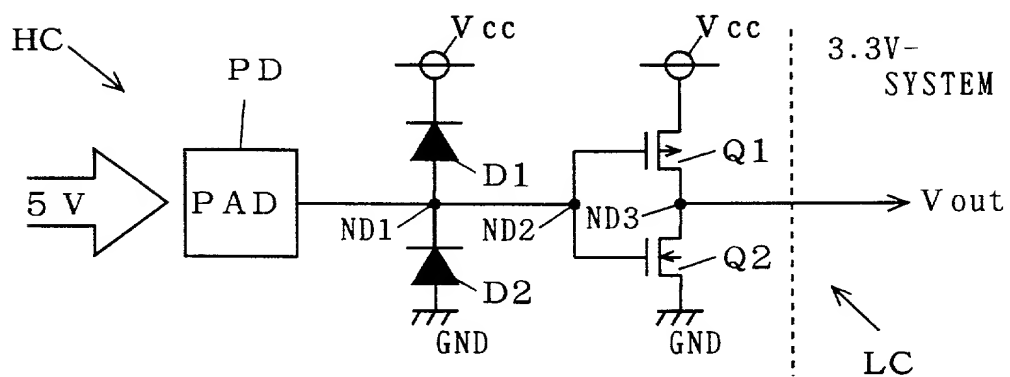 HC
PD
5 V
PAD
Vcc
D1
ND1
D2
GND
ND2
Vcc
Q1
ND3
Q2
GND
3.3V-
SYSTEM
Vout
LC